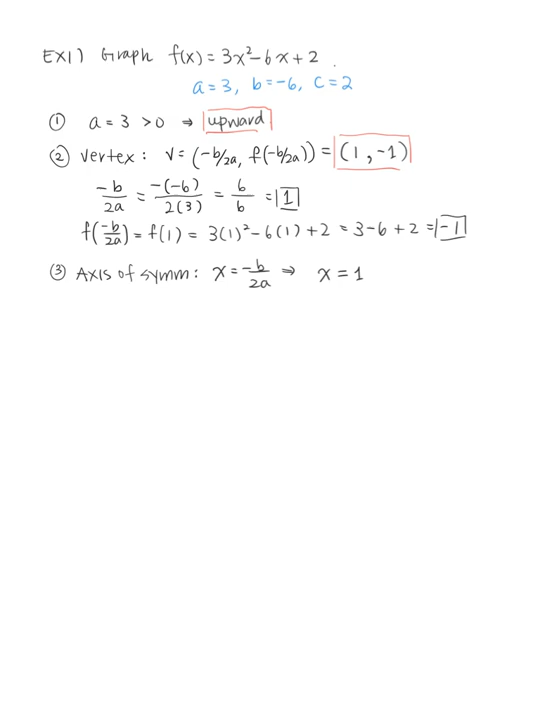 EX1) Graph f(x) = 3x² - 6x + 2 .
a = 3, b = -6, c = 2
① a = 3 > 0 ⇒ upward
② Vertex : V = (-b/2a, f(-b/2a)) = (1, -1)
-b/2a = -(-6)/2(3) = 6/6 = 1
f(-b/2a) = f(1) = 3(1)² - 6(1) + 2 = 3 - 6 + 2 = -1
③ Axis of symm : x = -b/2a ⇒ x = 1